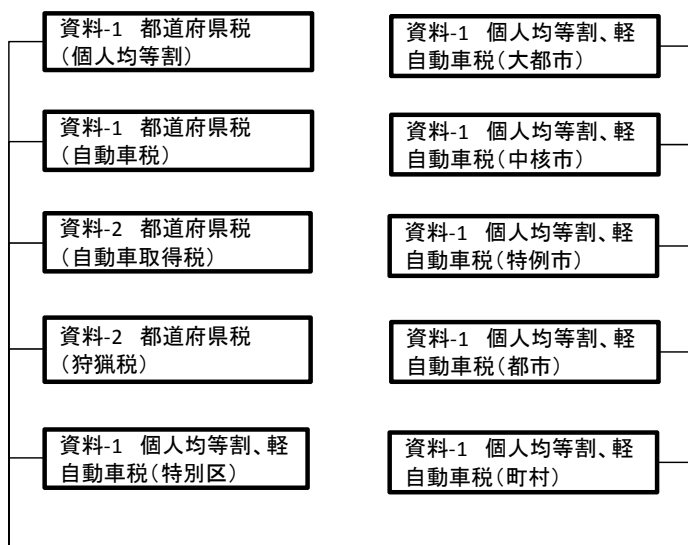 資料-1 都道府県税
（個人均等割）
資料-1 都道府県税
（自動車税）
資料-2 都道府県税
（自動車取得税）
資料-2 都道府県税
（狩猟税）
資料-1 個人均等割、軽
自動車税（特別区）
資料-1 個人均等割、軽
自動車税（大都市）
資料-1 個人均等割、軽
自動車税（中核市）
資料-1 個人均等割、軽
自動車税（特例市）
資料-1 個人均等割、軽
自動車税（都市）
資料-1 個人均等割、軽
自動車税（町村）